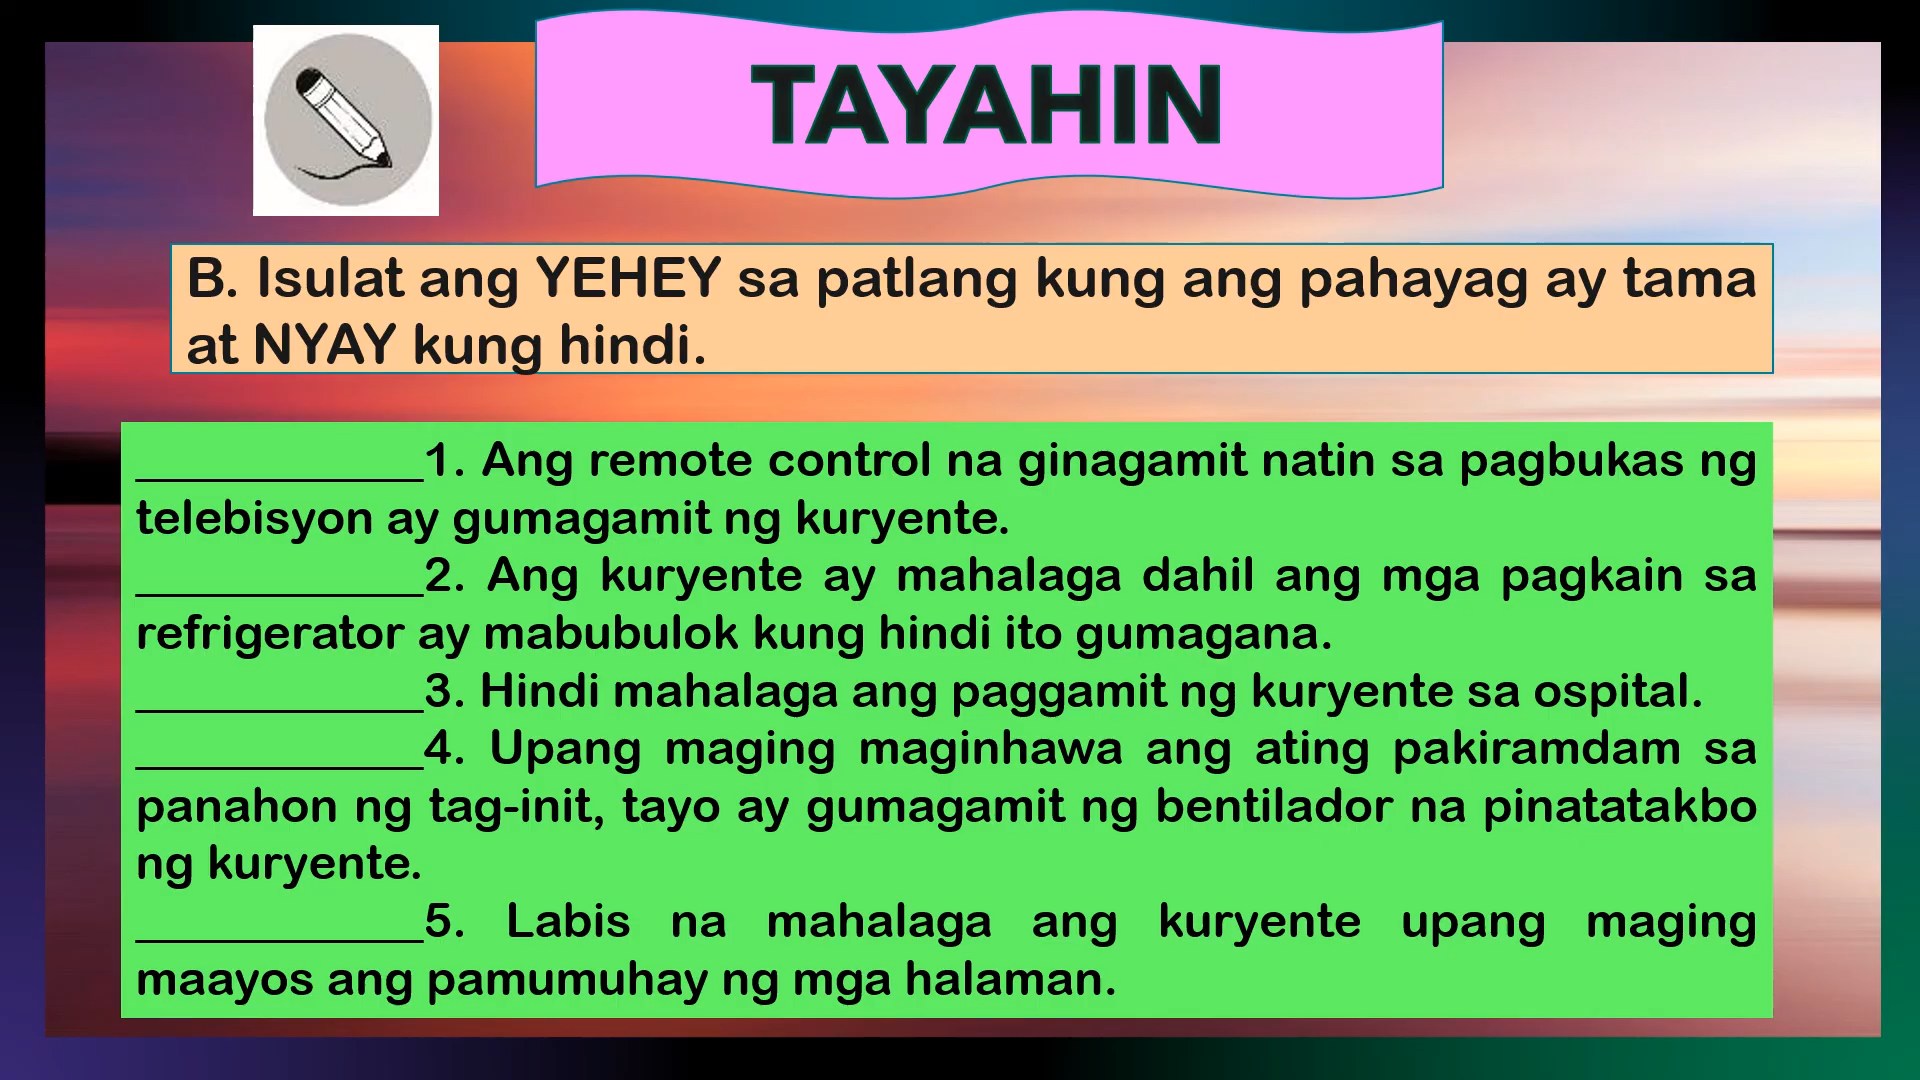 TAYAHIN
B. Isulat ang YEHEY sa patlang kung ang pahayag ay tama
at NYAY kung hindi.
____________1. Ang remote control na ginagamit natin sa pagbukas ng
telebisyon ay gumagamit ng kuryente.
____________2. Ang kuryente ay mahalaga dahil ang mga pagkain sa
refrigerator ay mabubulok kung hindi ito gumagana.
____________3. Hindi mahalaga ang paggamit ng kuryente sa ospital.
____________4. Upang maging maginhawa ang ating pakiramdam sa
panahon ng tag-init, tayo ay gumagamit ng bentilador na pinatatakbo
ng kuryente.
____________5. Labis na mahalaga ang kuryente upang maging
maayos ang pamumuhay ng mga halaman.